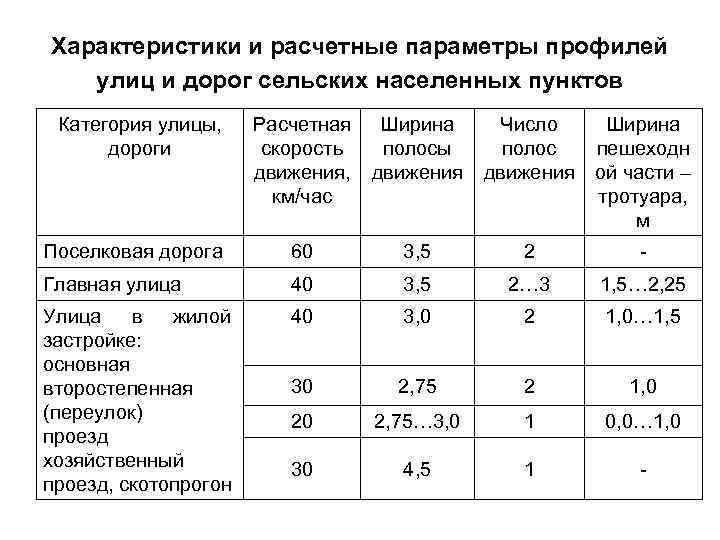 Характеристики и расчетные параметры профилей
улиц и дорог сельских населенных пунктов
Категория улицы,
дороги
Расчетная
скорость
движения,
км/час
Ширина
полосы
движения
Число
полос
движения
Ширина
пешеходн
ой части –
тротуара,
м
Поселковая дорога 60 3,5 2 -
Главная улица 40 3,5 2…3 1,5…2,25
Улица в жилой
застройке:
основная
второстепенная
(переулок)
проезд
хозяйственный
проезд, скотопрогон
40 3,0 2 1,0…1,5
30 2,75 2 1,0
20 2,75…3,0 1 0,0…1,0
30 4,5 1 -